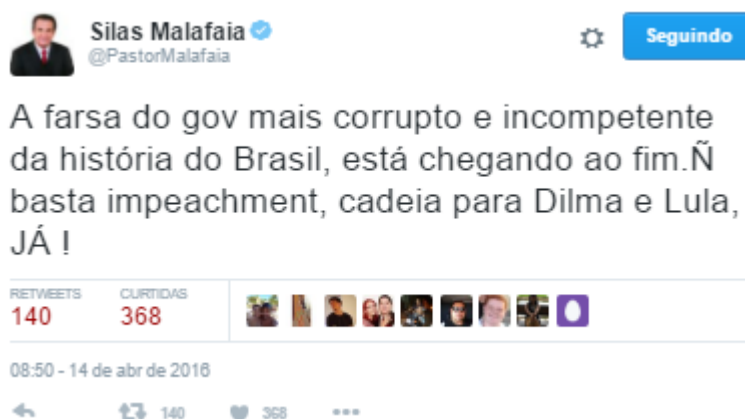 Silas Malafaia
@PastorMalafaia
Seguindo
A farsa do gov mais corrupto e incompetente
da história do Brasil, está chegando ao fim.Ñ
basta impeachment, cadeia para Dilma e Lula,
JÁ !
RETWEETS CURTIDAS
140 368
08:50 - 14 de abr de 2016
140 368